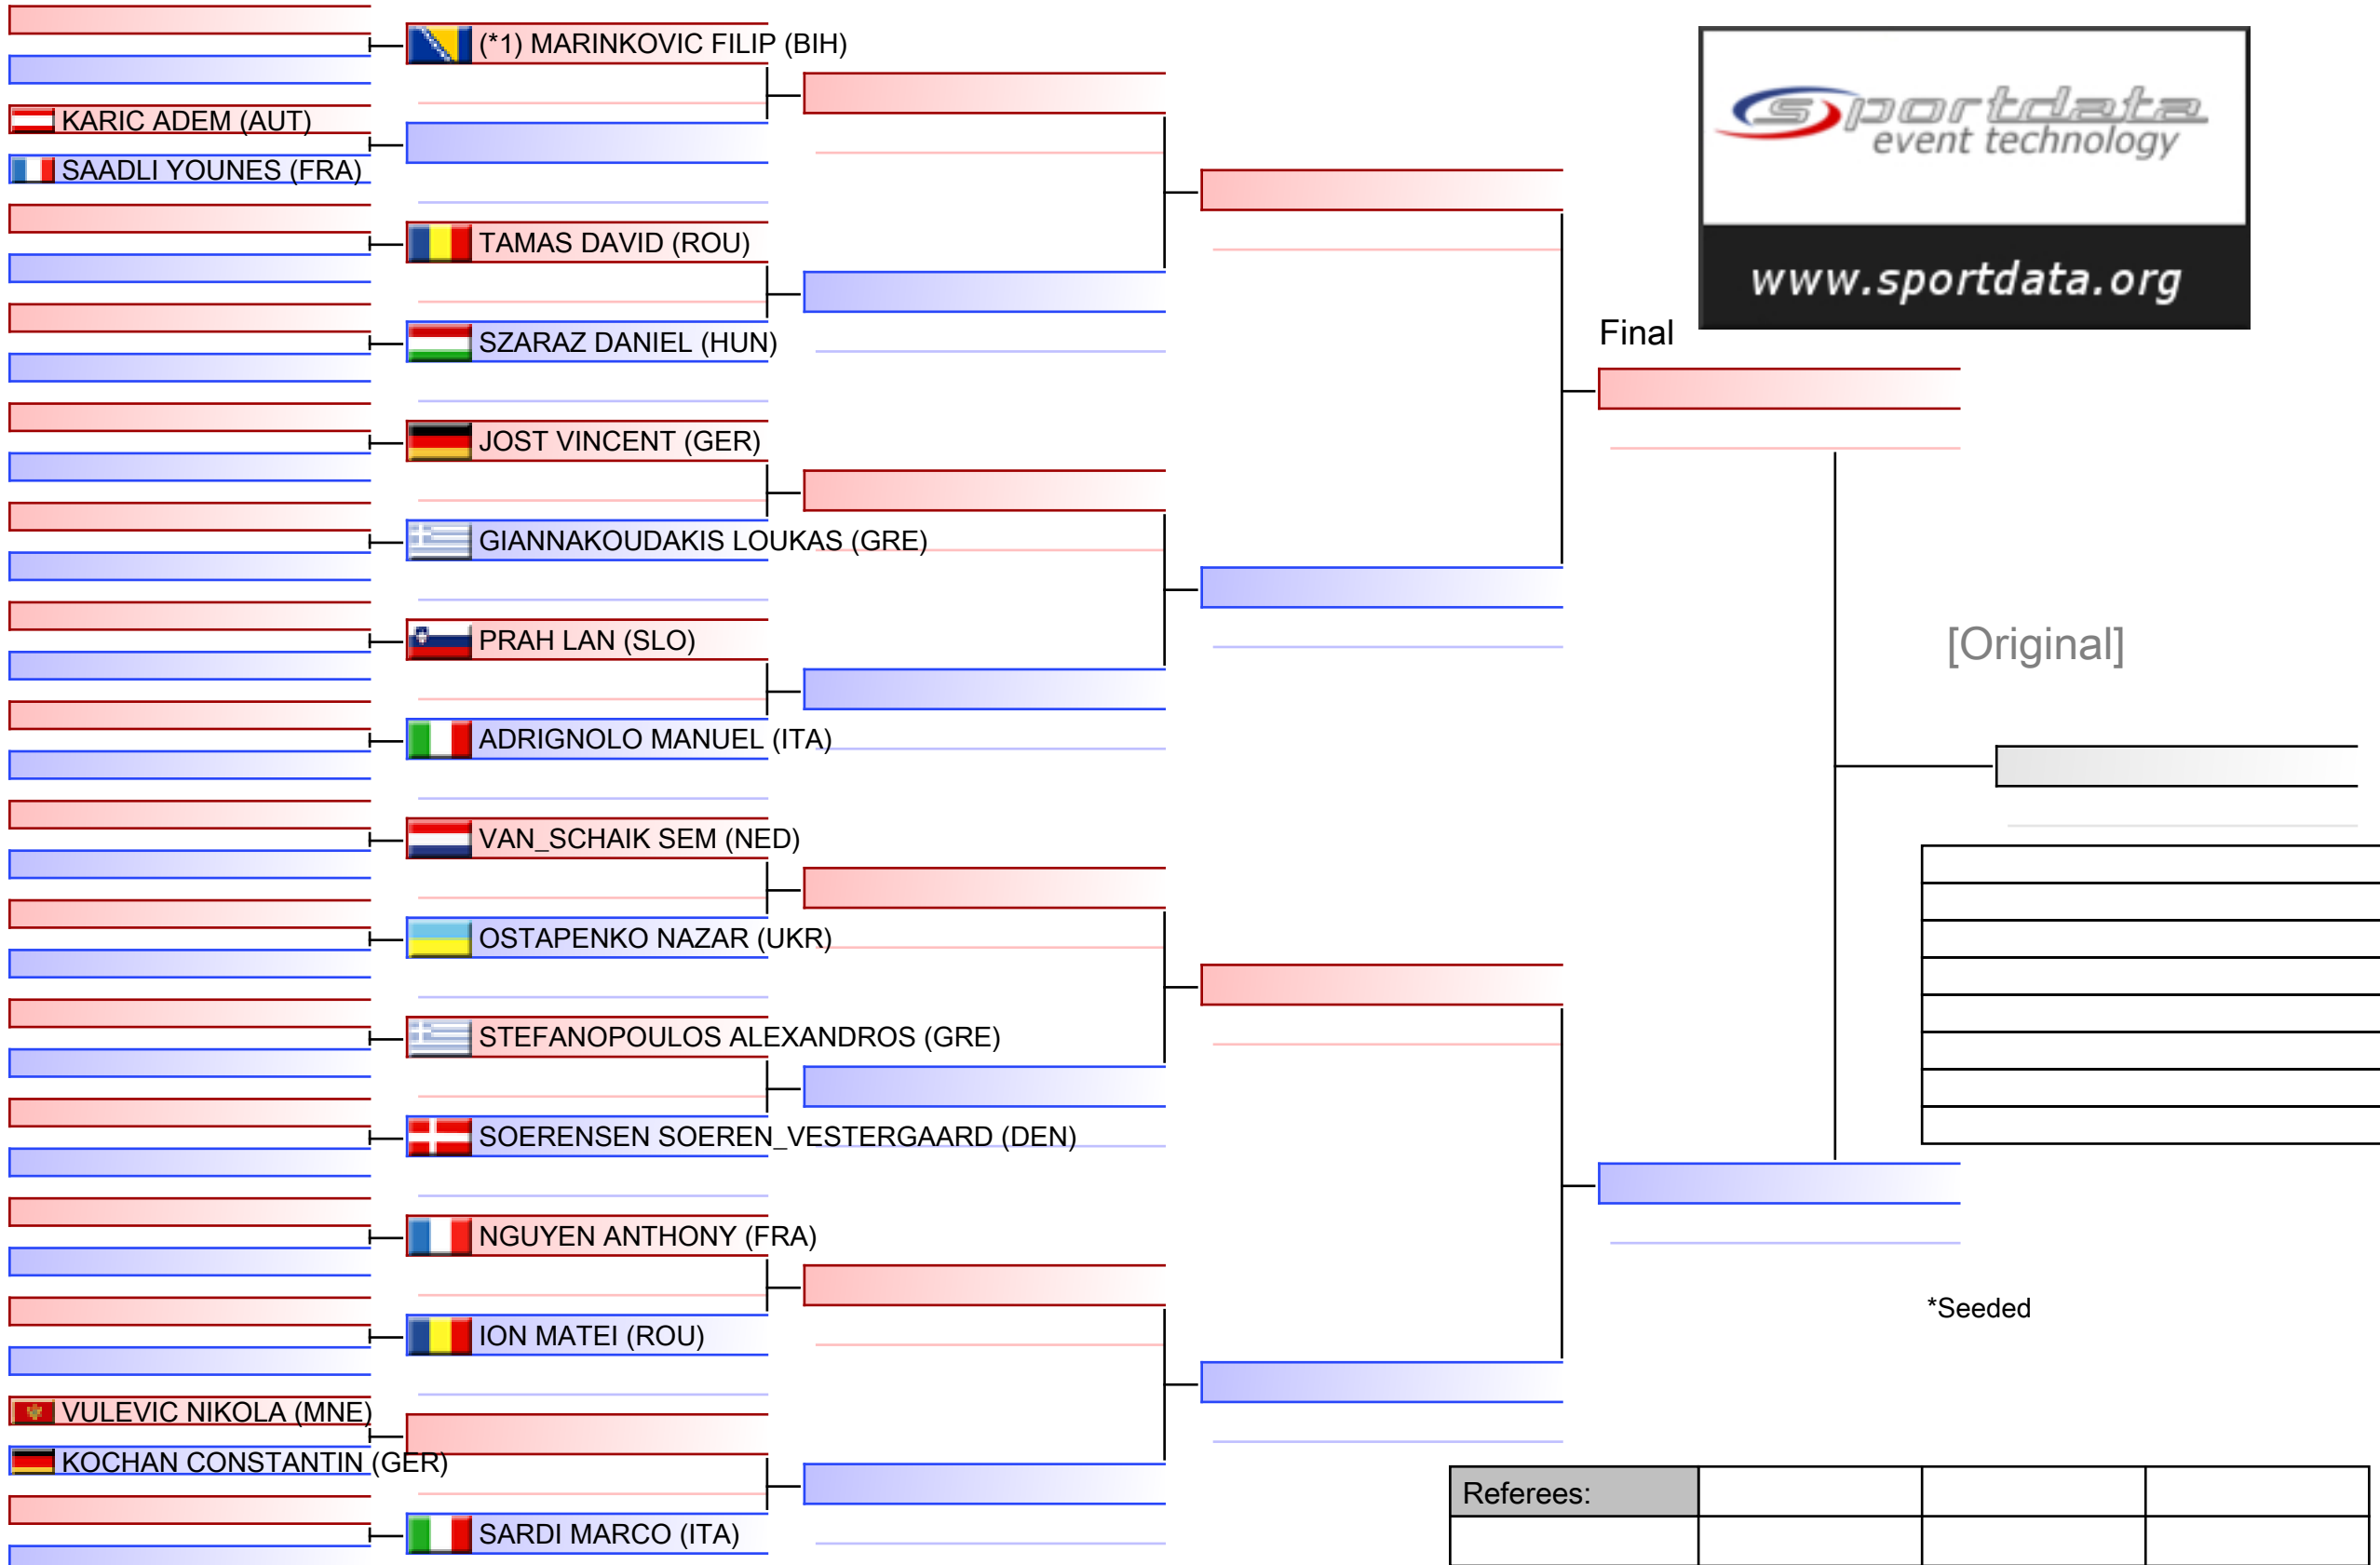 (*1) MARINKOVIC FILIP (BIH)
KARIC ADEM (AUT)
SAADLI YOUNES (FRA)
TAMAS DAVID (ROU)
SZARAZ DANIEL (HUN)
JOST VINCENT (GER)
GIANNAKOUDAKIS LOUKAS (GRE)
PRAH LAN (SLO)
ADRIGNOLO MANUEL (ITA)
VAN_SCHAIK SEM (NED)
OSTAPENKO NAZAR (UKR)
STEFANOPOULOS ALEXANDROS (GRE)
SOERENSEN SOEREN_VESTERGAARD (DEN)
NGUYEN ANTHONY (FRA)
ION MATEI (ROU)
VULEVIC NIKOLA (MNE)
KOCHAN CONSTANTIN (GER)
SARDI MARCO (ITA)
sportdata
event technology
www.sportdata.org
Final
[Original]
*Seeded
Referees: